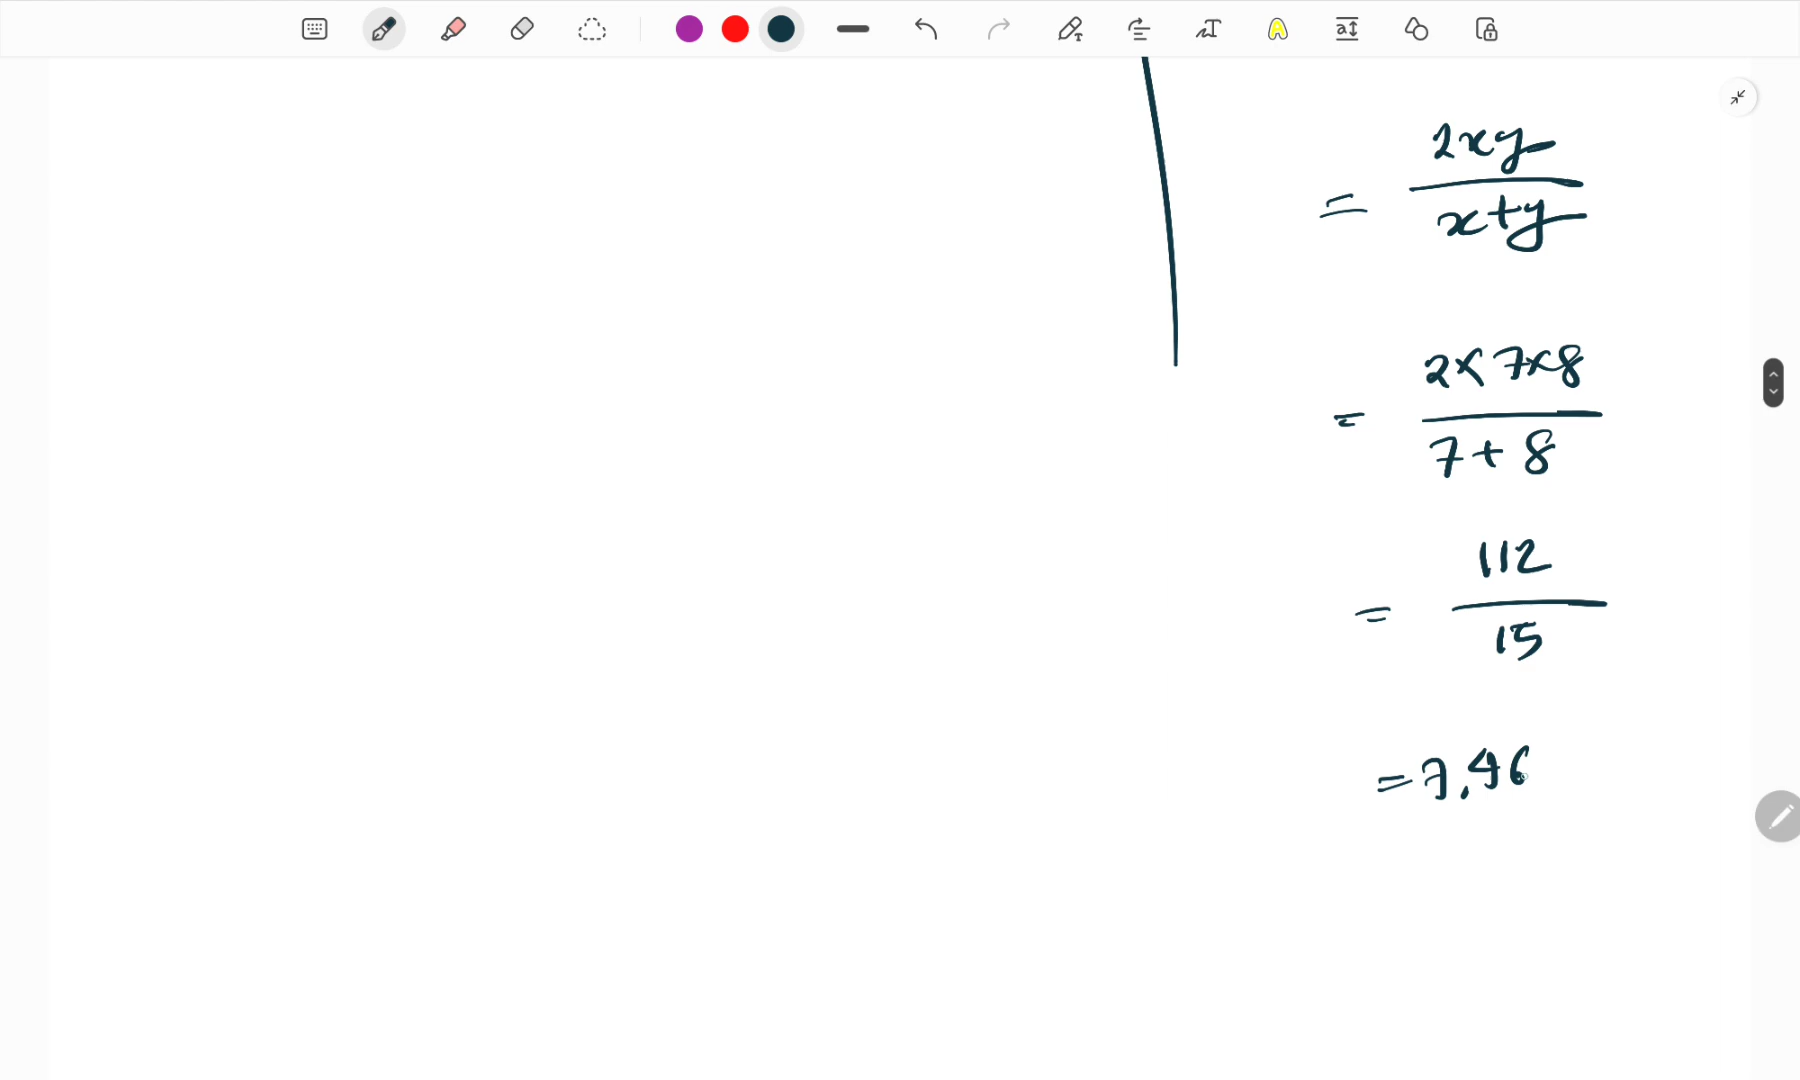 = 2xy / x+y
= 2×7×8 / 7+8
= 112 / 15
= 7.46